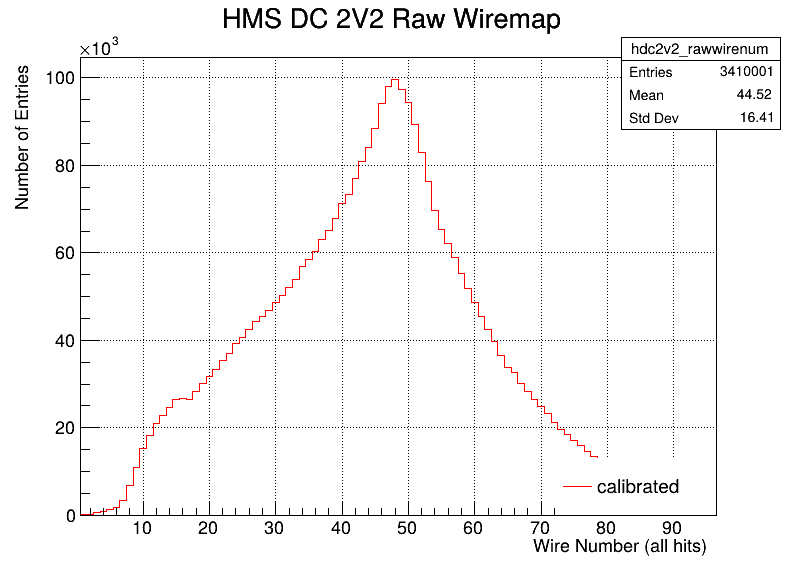 HMS DC 2V2 Raw Wiremap
×10³
hdc2v2_rawwirenum
Entries 3410001
Mean 44.52
Std Dev 16.41
Number of Entries
100
80
60
40
20
0
calibrated
10 20 30 40 50 60 70 80 90
Wire Number (all hits)